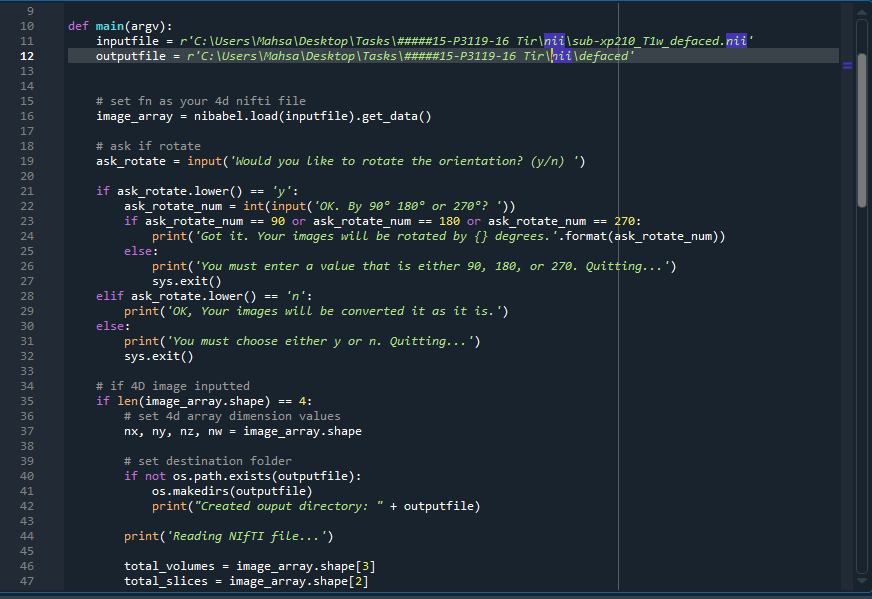 9
10 def main(argv):
11     inputfile = r'C:\Users\Mahsa\Desktop\Tasks\#####15-P3119-16 Tir\nii\sub-xp210_T1w_defaced.nii'
12     outputfile = r'C:\Users\Mahsa\Desktop\Tasks\#####15-P3119-16 Tir\nii\defaced'
13
14
15     # set fn as your 4d nifti file
16     image_array = nibabel.load(inputfile).get_data()
17
18     # ask if rotate
19     ask_rotate = input('Would you like to rotate the orientation? (y/n) ')
20
21     if ask_rotate.lower() == 'y':
22         ask_rotate_num = int(input('OK. By 90° 180° or 270°? '))
23         if ask_rotate_num == 90 or ask_rotate_num == 180 or ask_rotate_num == 270:
24             print('Got it. Your images will be rotated by {} degrees.'.format(ask_rotate_num))
25         else:
26             print('You must enter a value that is either 90, 180, or 270. Quitting...')
27             sys.exit()
28     elif ask_rotate.lower() == 'n':
29         print('OK, Your images will be converted it as it is.')
30     else:
31         print('You must choose either y or n. Quitting...')
32         sys.exit()
33
34     # if 4D image inputted
35     if len(image_array.shape) == 4:
36         # set 4d array dimension values
37         nx, ny, nz, nw = image_array.shape
38
39         # set destination folder
40         if not os.path.exists(outputfile):
41             os.makedirs(outputfile)
42             print("Created ouput directory: " + outputfile)
43
44         print('Reading NIfTI file...')
45
46         total_volumes = image_array.shape[3]
47         total_slices = image_array.shape[2]